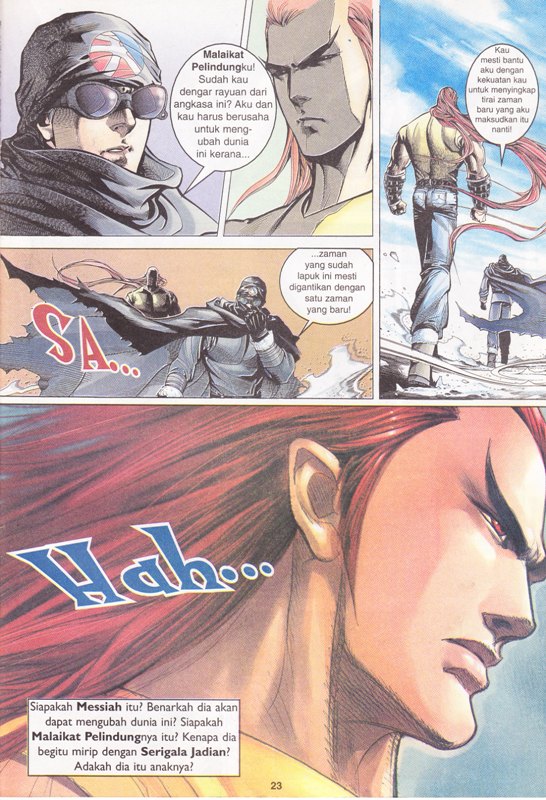 Malaikat
Pelindungku!
Sudah kau
dengar rayuan dari
angkasa ini? Aku dan
kau harus berusaha
untuk meng-
ubah dunia
ini kerana...
...zaman
yang sudah
lapuk ini mesti
digantikan dengan
satu zaman
yang baru!
SA...
Kau
mesti bantu
aku dengan
kekuatan kau
untuk menyingkap
tirai zaman
baru yang aku
maksudkan itu
nanti!
Hah...
Siapakah Messiah itu? Benarkah dia akan
dapat mengubah dunia ini? Siapakah
Malaikat Pelindungnya itu? Kenapa dia
begitu mirip dengan Serigala Jadian?
Adakah dia itu anaknya?
23